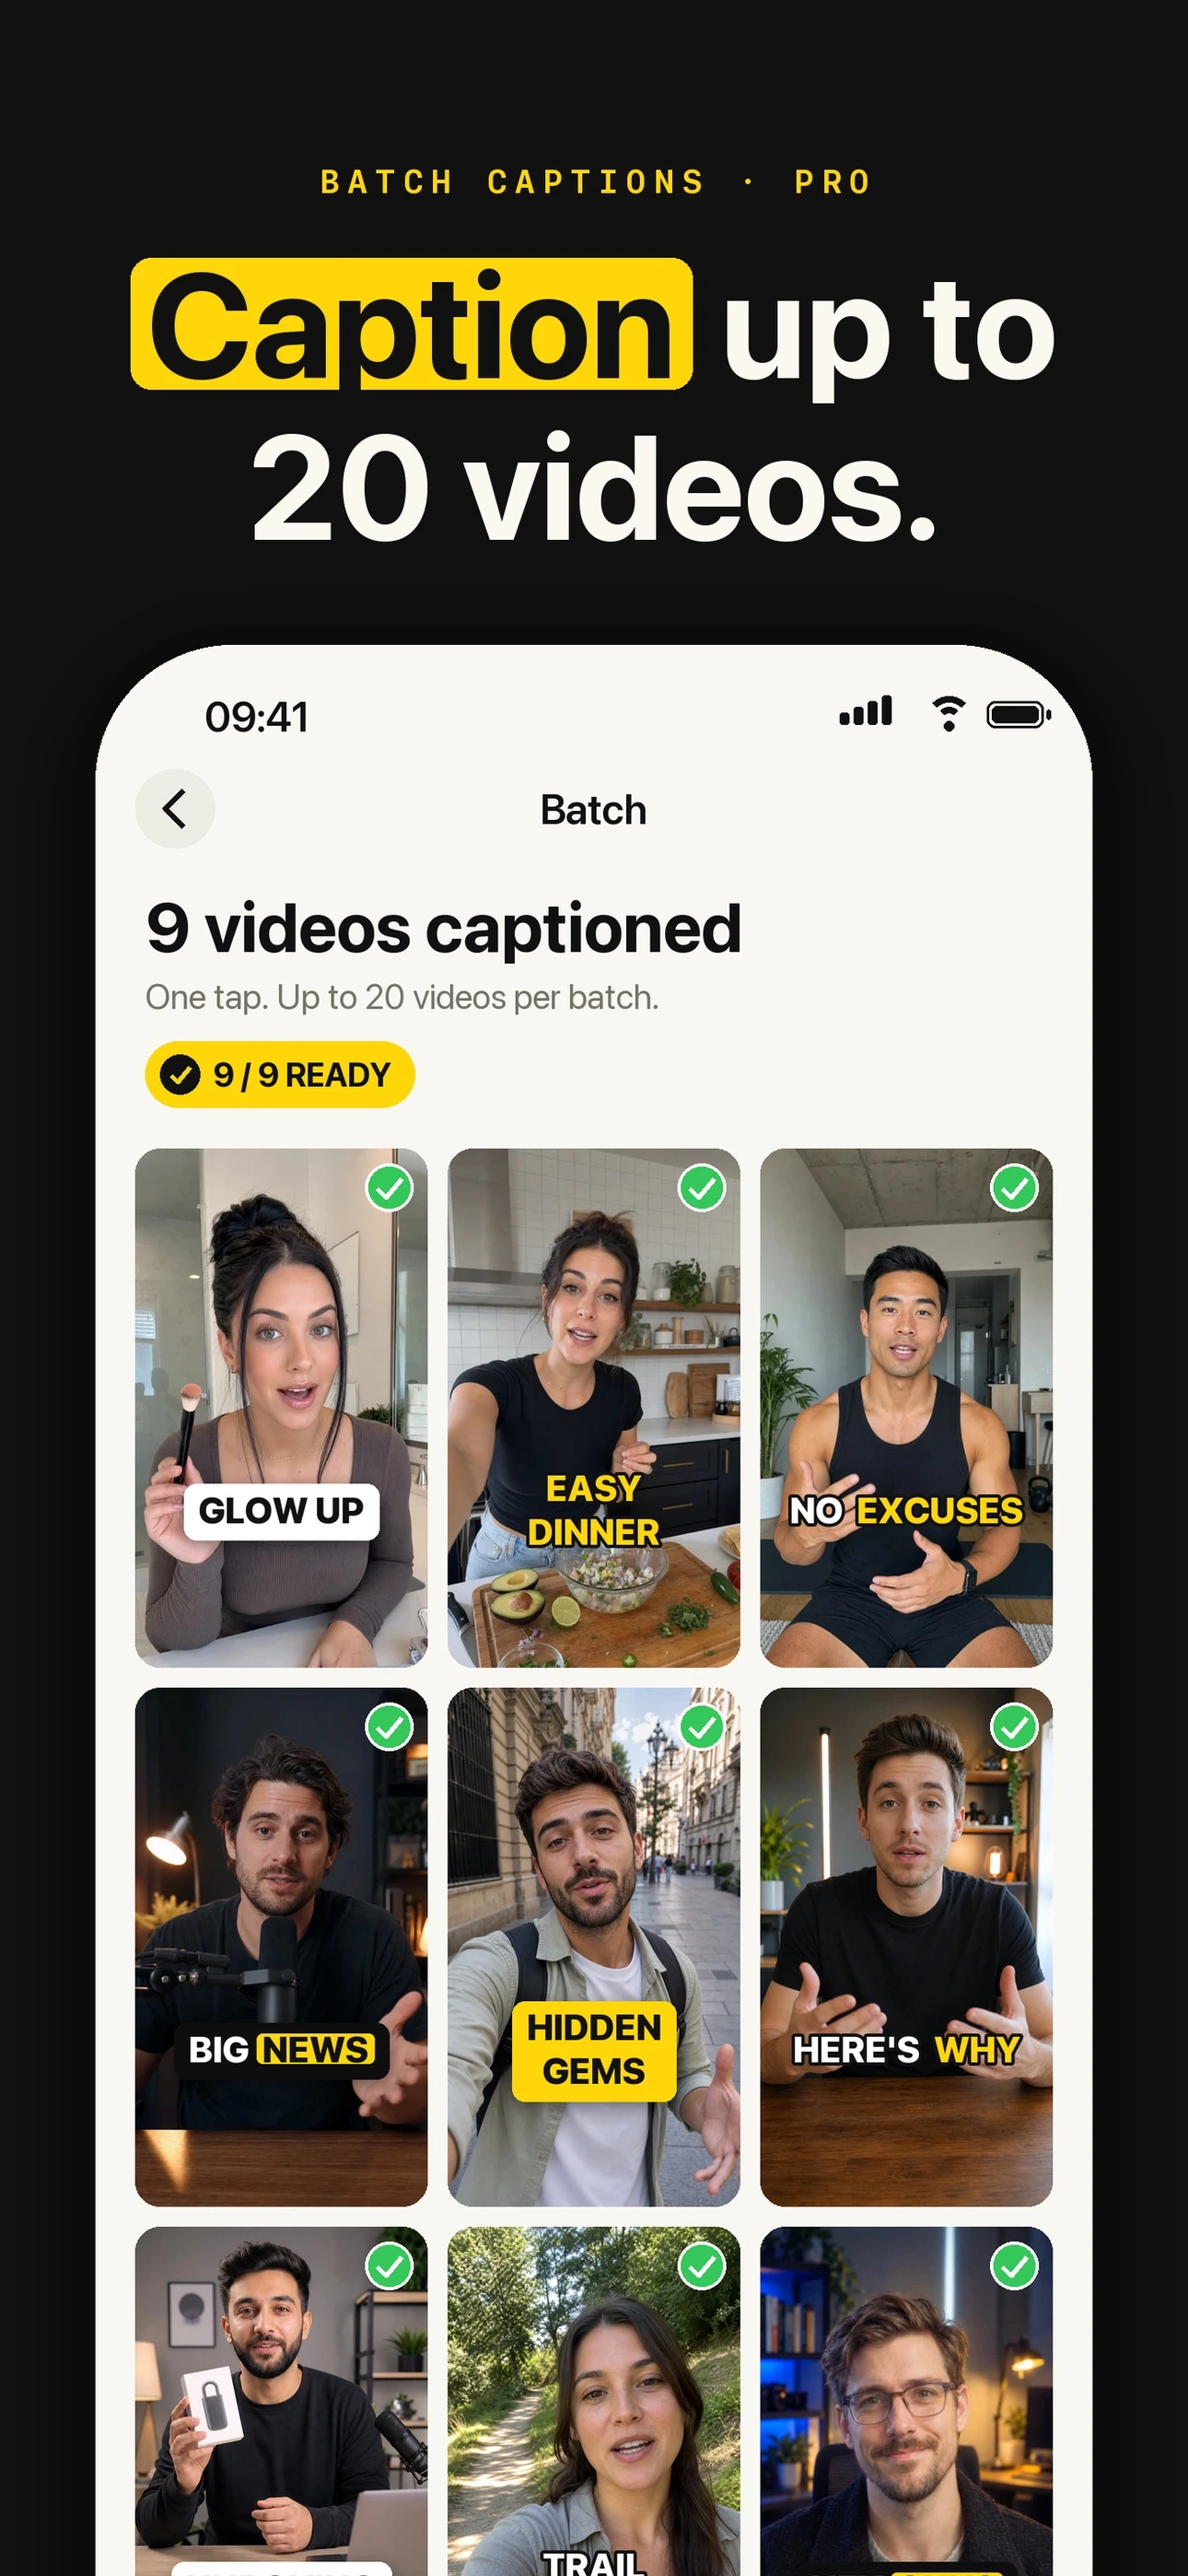 BATCH CAPTIONS · PRO
Caption up to
20 videos.
09:41
Batch
9 videos captioned
One tap. Up to 20 videos per batch.
9 / 9 READY
GLOW UP
EASY
DINNER
NO EXCUSES
BIG NEWS
HIDDEN
GEMS
HERE'S WHY
TRAIL